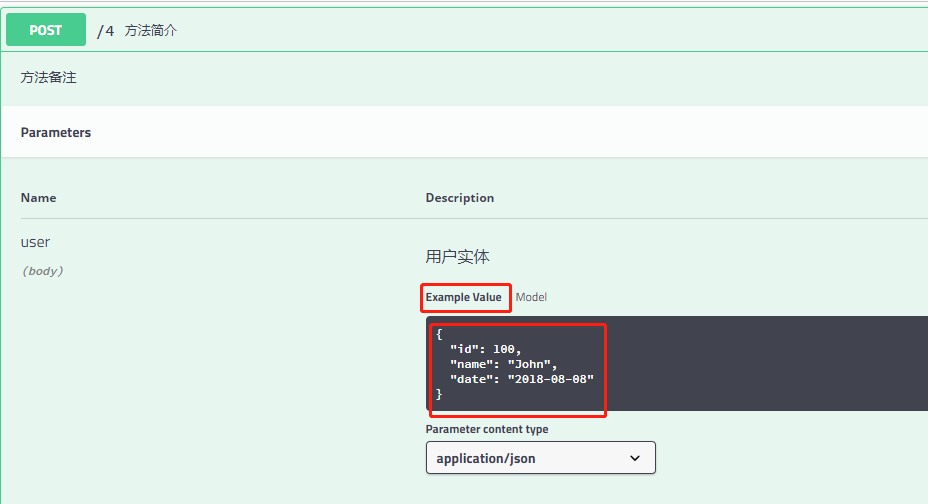 POST /4 方法简介
方法备注
Parameters
Name Description
user
(body)
用户实体
Example Value Model
{
"id": 100,
"name": "John",
"date": "2018-08-08"
}
Parameter content type
application/json